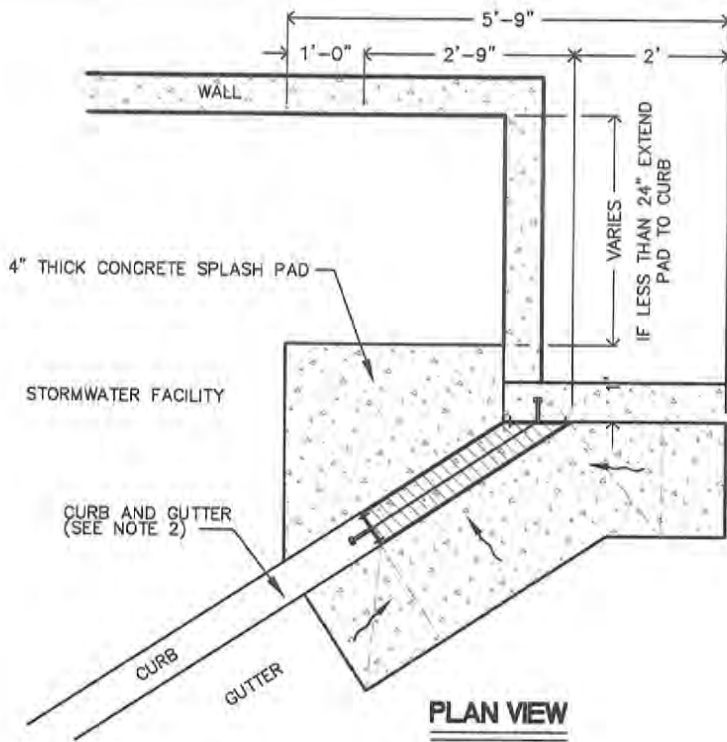 5'-9"
1'-0"
2'-9"
2'
WALL
VARIES
IF LESS THAN 24" EXTEND
PAD TO CURB
4" THICK CONCRETE SPLASH PAD
STORMWATER FACILITY
CURB AND GUTTER
(SEE NOTE 2)
CURB
GUTTER
PLAN VIEW